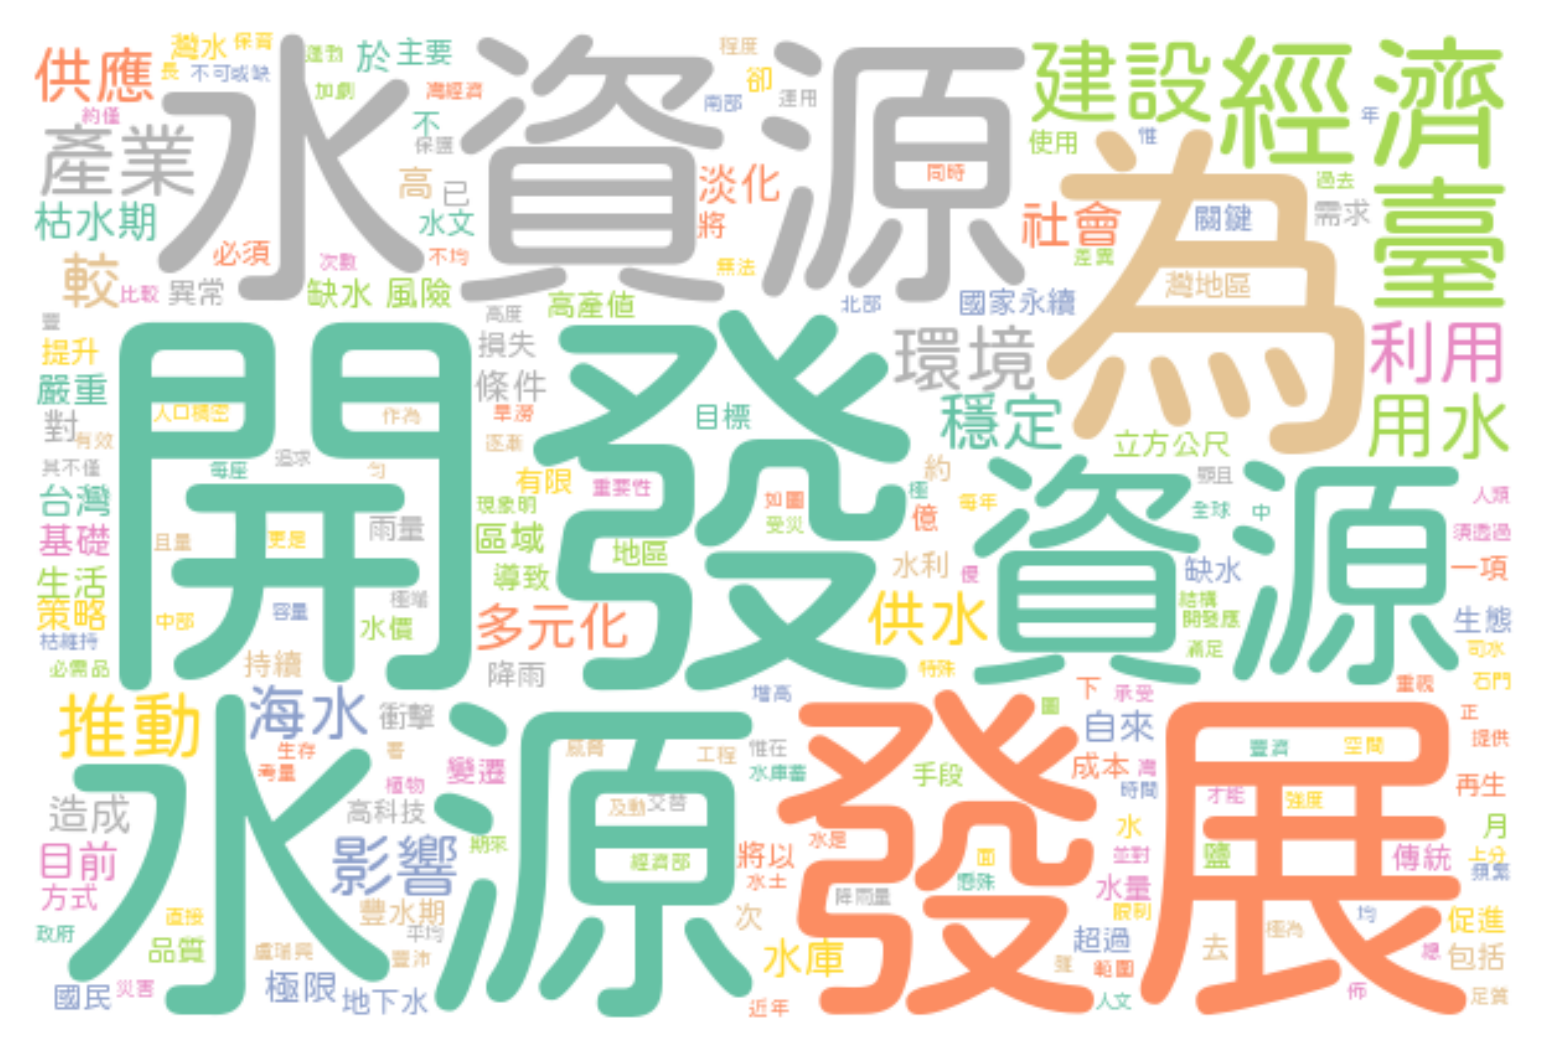 供應
灣水
保育
長
不可或缺
運動
於
主要
加劇
灣經濟
約僅
不
保護
程度
卻
運用
南部
水資源
建設
經濟
使用
惟
年
產業
高
已
水文
淡化
將
同時
為
過去
關鍵
需求
社會
差異
灣地區
臺
枯水期
必須
較
比較
異常
次數
不均
缺水
風險
無法
高產值
北部
國家永續
豐
提升
嚴重
對
有效
開發
人口稠密
作為
高度
損失
條件
旱澇
逐漸
目標
環境
穩定
立方公尺
利用
用水
其不僅
每座
追求
台灣
基礎
且量
更是
雨量
有限
重要性
現象明
如圖
受災
區域
地區
導致
約
極
億
每年
水利
資源
全球
中
人類
須透過
一項
缺水
生活
策略
枯維持
必需品
中部
容量
極端
水價
持續
多元化
降雨
供水
結構
開發應
滿足
生態
司水
石門
特殊
增高
推動
海水
衝擊
水源
生存
考量
植物
變遷
高科技
工程
惟在
水庫蓄
及動
交替
經濟部
期來
發展
圖
下
承受
自來
成本
灣
時間
手段
重視
正
提供
豐濟
空間
再生
才能
強度
月
造成
目前
方式
影響
將以
水土
水是
面
懸殊
降雨量
水
並對
水量
限制
鹽
傳統
上分
頻繁
政府
直接
品質
豐水期
平均
盧瑞興
豐沛
次
水庫
超過
範圍
去
極為
均
總
促進
包括
國民
災害
極限
地下水
近年
人文
佈
足質